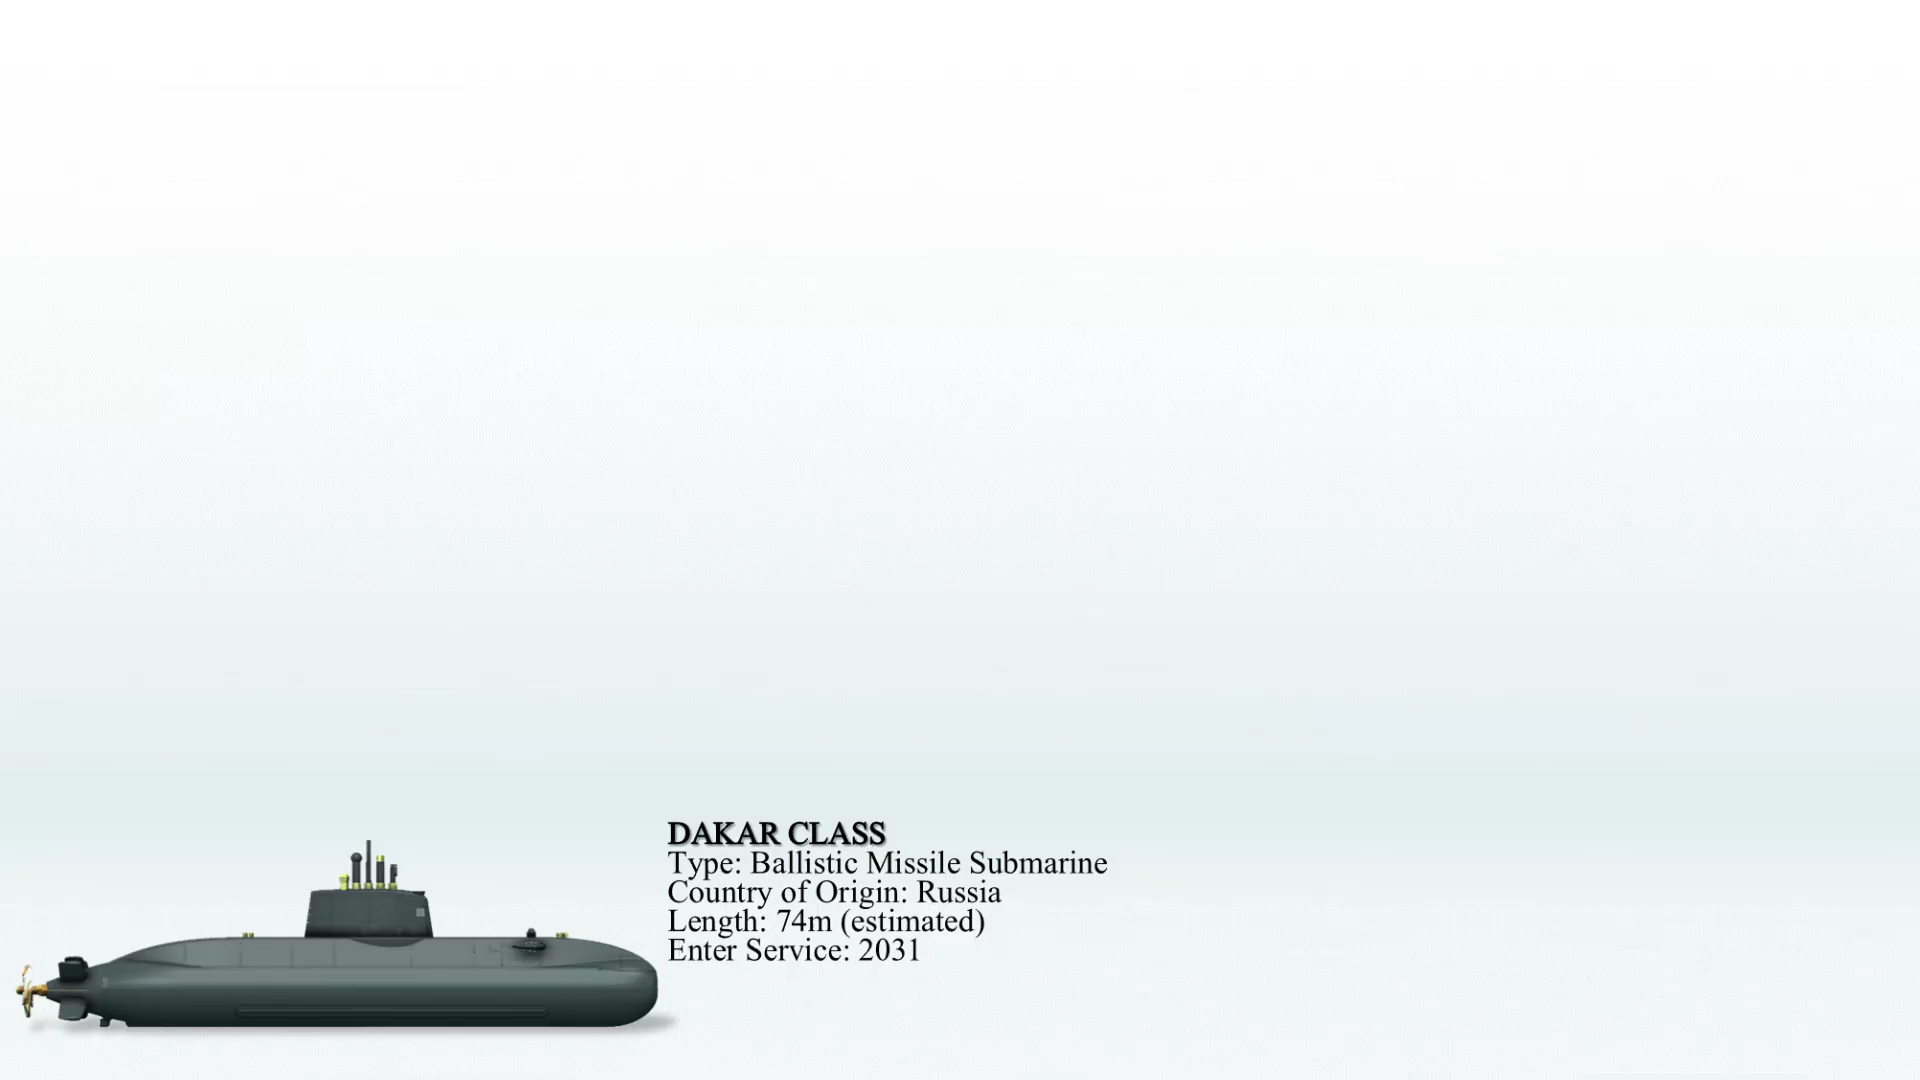 DAKAR CLASS
Type: Ballistic Missile Submarine
Country of Origin: Russia
Length: 74m (estimated)
Enter Service: 2031